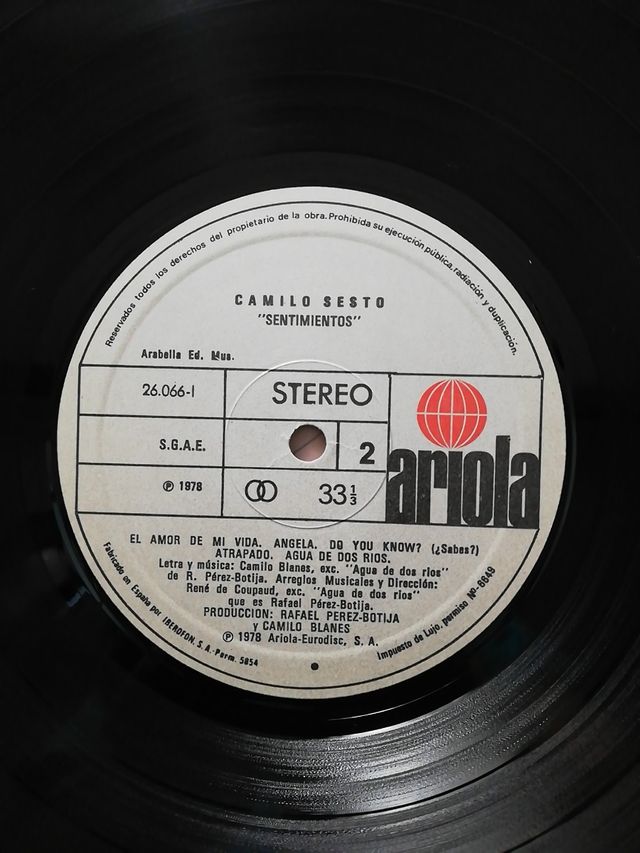 Reservados todos los derechos del propietario de la obra. Prohibida su ejecución pública, radiación y duplicación.
CAMILO SESTO
"SENTIMIENTOS"
Arabella Ed. Mus.
26.066-I
STEREO
S.G.A.E.
2
ariola
℗ 1978
33⅓
EL AMOR DE MI VIDA. ANGELA. DO YOU KNOW? (¿Sabes?)
ATRAPADO. AGUA DE DOS RIOS.
Letra y música: Camilo Blanes, exc. "Agua de dos rios"
de R. Pérez-Botija. Arreglos Musicales y Dirección:
René de Coupaud, exc. "Agua de dos rios"
que es Rafael Pérez-Botija.
PRODUCCION: RAFAEL PEREZ-BOTIJA
y CAMILO BLANES
℗ 1978 Ariola-Eurodisc, S. A.
Fabricado en España por IBEROFON, S. A.-Perm. 5854
Impuesto de Lujo, permiso Nº-6649